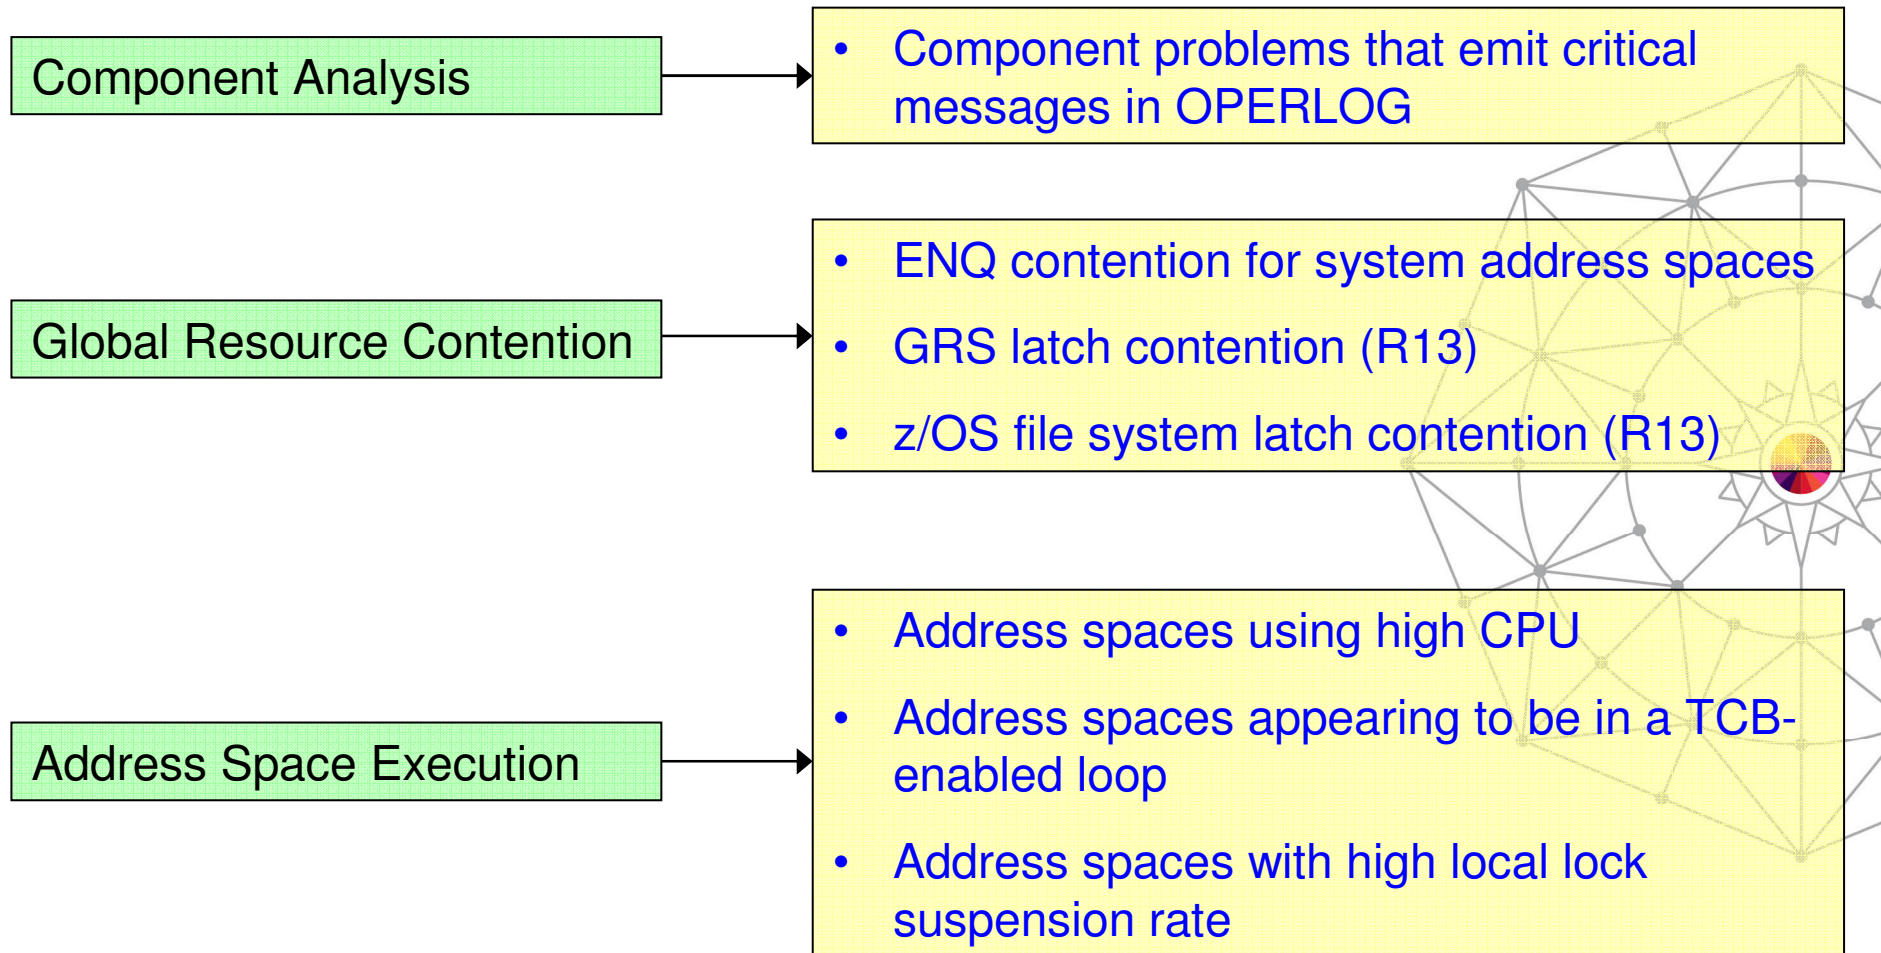 Component Analysis
• Component problems that emit critical
messages in OPERLOG
Global Resource Contention
• ENQ contention for system address spaces
• GRS latch contention (R13)
• z/OS file system latch contention (R13)
Address Space Execution
• Address spaces using high CPU
• Address spaces appearing to be in a TCB-
enabled loop
• Address spaces with high local lock
suspension rate